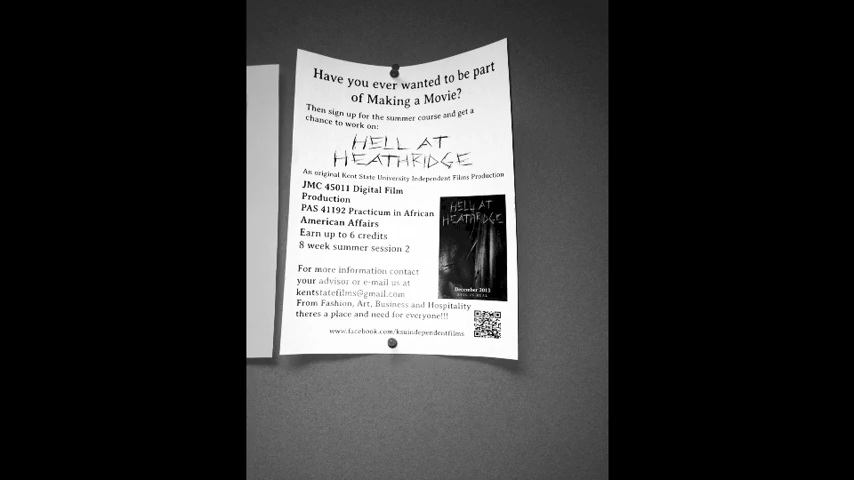 Have you ever wanted to be part
of Making a Movie?
Then sign up for the summer course and get a
chance to work on:
HELL AT
HEATHRIDGE
An original Kent State University Independent Films Production
JMC 45011 Digital Film
Production
PAS 41192 Practicum in African
American Affairs
Earn up to 6 credits
8 week summer session 2
HELL AT
HEATHRIDGE
December 2013
For more information contact
your advisor or e-mail us at
kentstatefilms@gmail.com
From Fashion, Art, Business and Hospitality
theres a place and need for everyone!!!
www.facebook.com/ksuindependentfilms